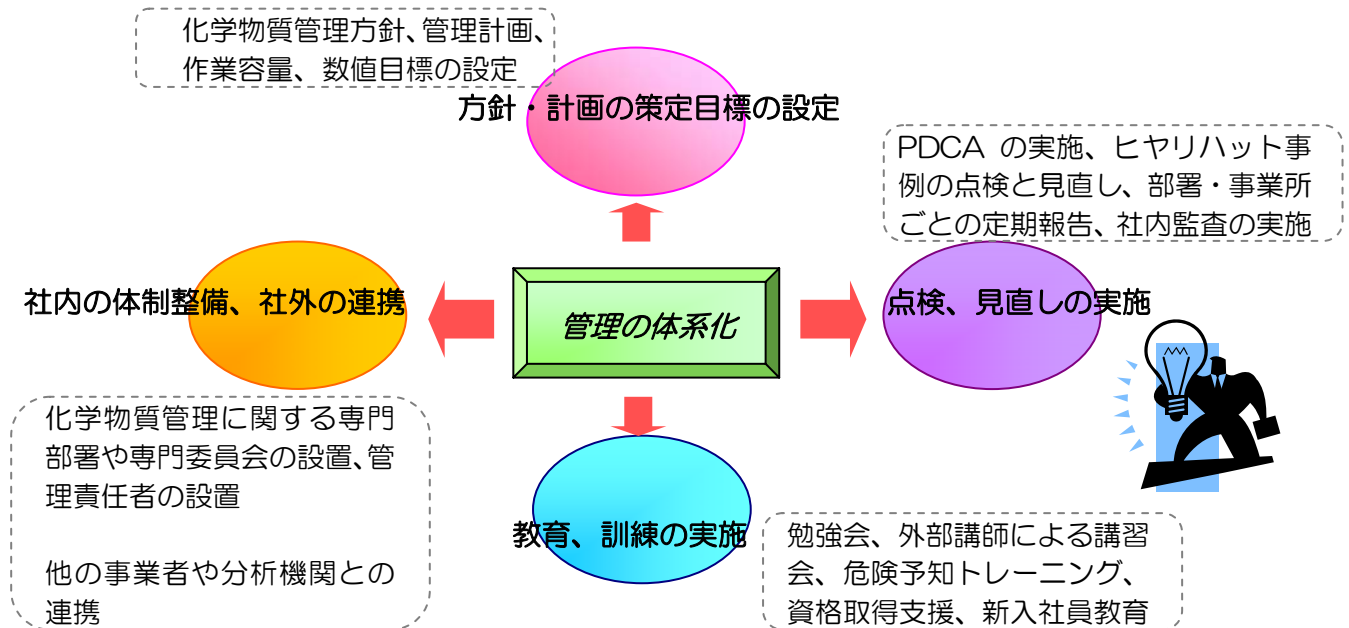 化学物質管理方針、管理計画、
作業容量、数値目標の設定
方針・計画の策定目標の設定
PDCA の実施、ヒヤリハット事
例の点検と見直し、部署・事業所
ごとの定期報告、社内監査の実施
社内の体制整備、社外の連携
管理の体系化
点検、見直しの実施
化学物質管理に関する専門
部署や専門委員会の設置、管
理責任者の設置
他の事業者や分析機関との
連携
教育、訓練の実施
勉強会、外部講師による講習
会、危険予知トレーニング、
資格取得支援、新入社員教育